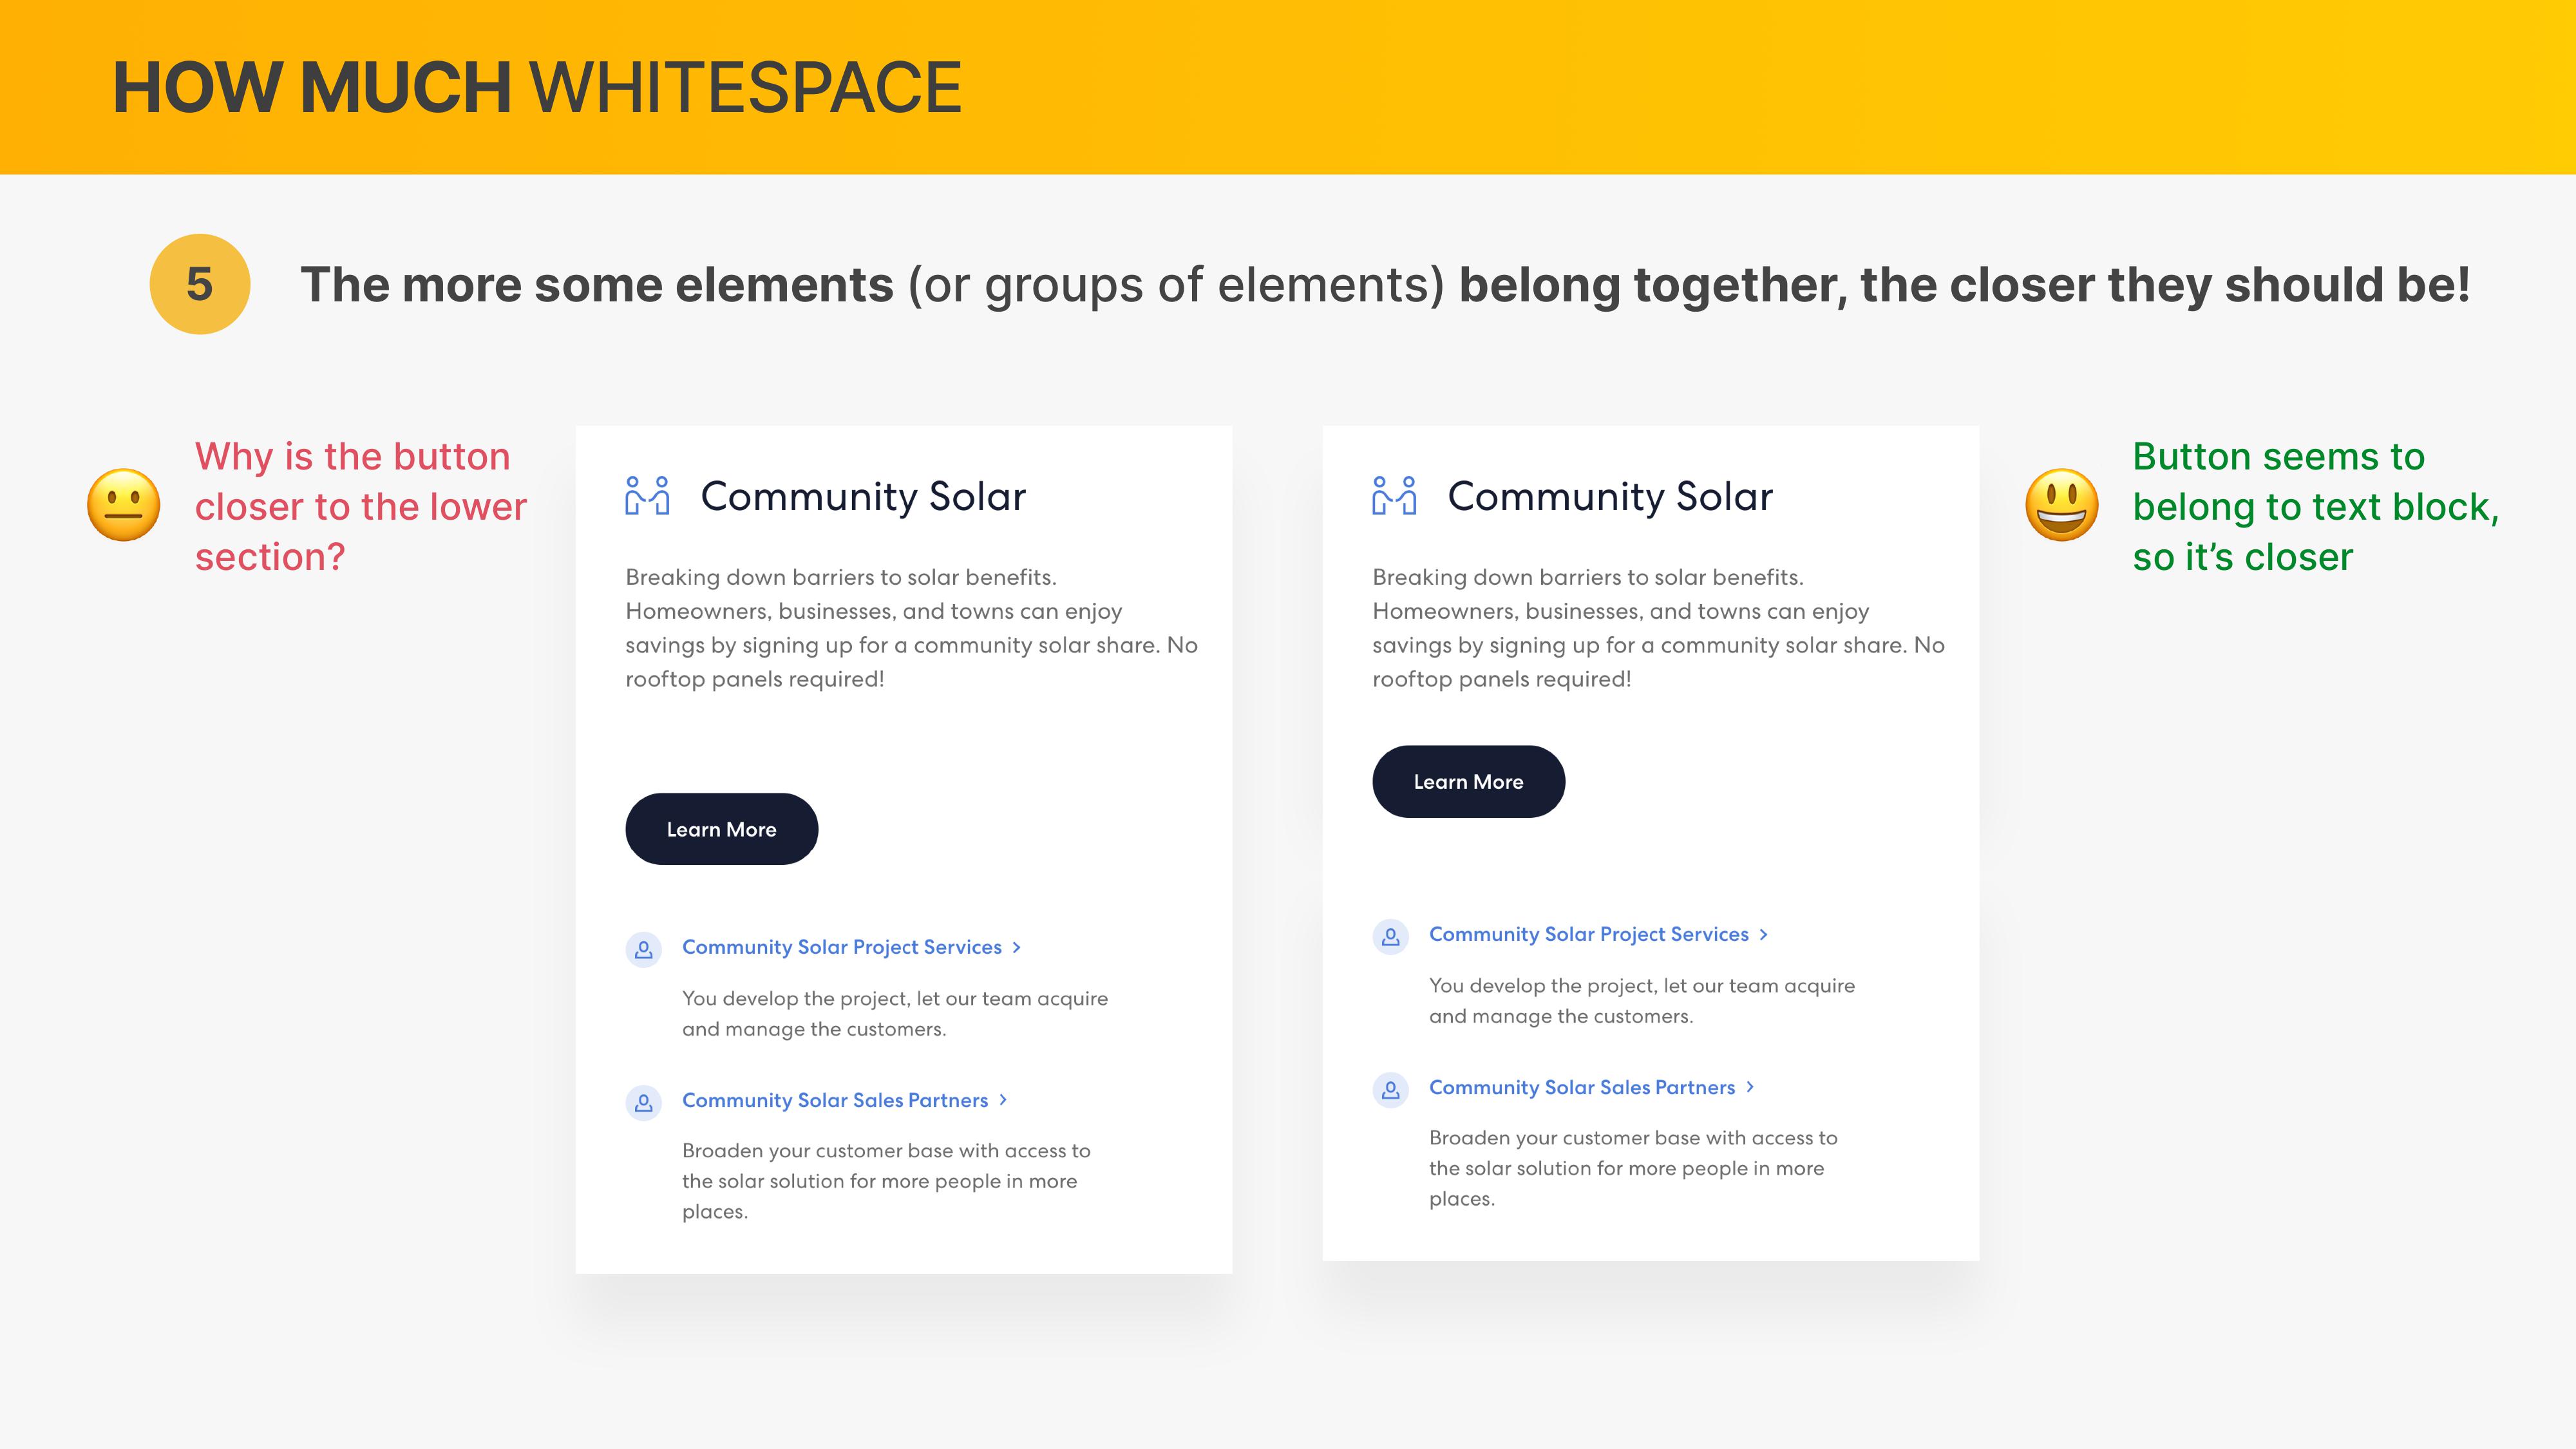 HOW MUCH WHITESPACE
5
The more some elements (or groups of elements) belong together, the closer they should be!
Why is the button
closer to the lower
section?
Community Solar
Breaking down barriers to solar benefits.
Homeowners, businesses, and towns can enjoy
savings by signing up for a community solar share. No
rooftop panels required!
Learn More
Community Solar Project Services >
You develop the project, let our team acquire
and manage the customers.
Community Solar Sales Partners >
Broaden your customer base with access to
the solar solution for more people in more
places.
Community Solar
Breaking down barriers to solar benefits.
Homeowners, businesses, and towns can enjoy
savings by signing up for a community solar share. No
rooftop panels required!
Learn More
Community Solar Project Services >
You develop the project, let our team acquire
and manage the customers.
Community Solar Sales Partners >
Broaden your customer base with access to
the solar solution for more people in more
places.
Button seems to
belong to text block,
so it’s closer